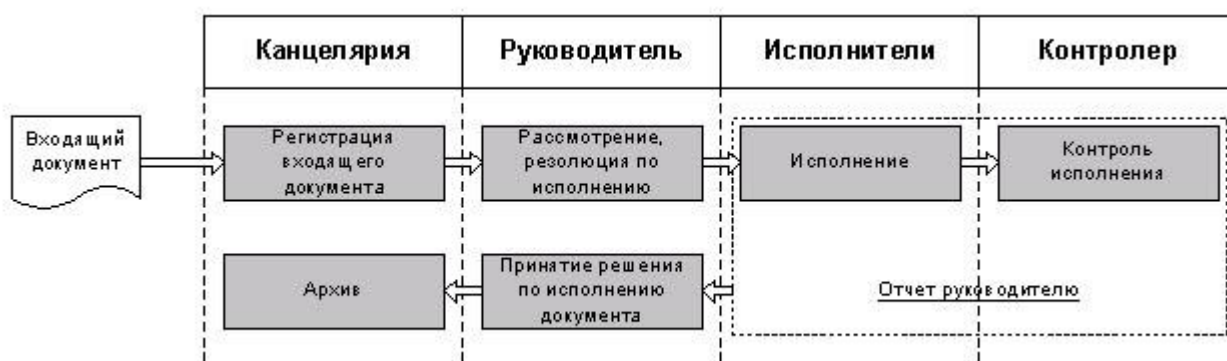 Канцелярия
Руководитель
Исполнители
Контролер
Входящий
документ
Регистрация
входящего
документа
Рассмотрение,
резолюция по
исполнению
Исполнение
Контроль
исполнения
Архив
Принятие решения
по исполнению
документа
Отчет руководителю